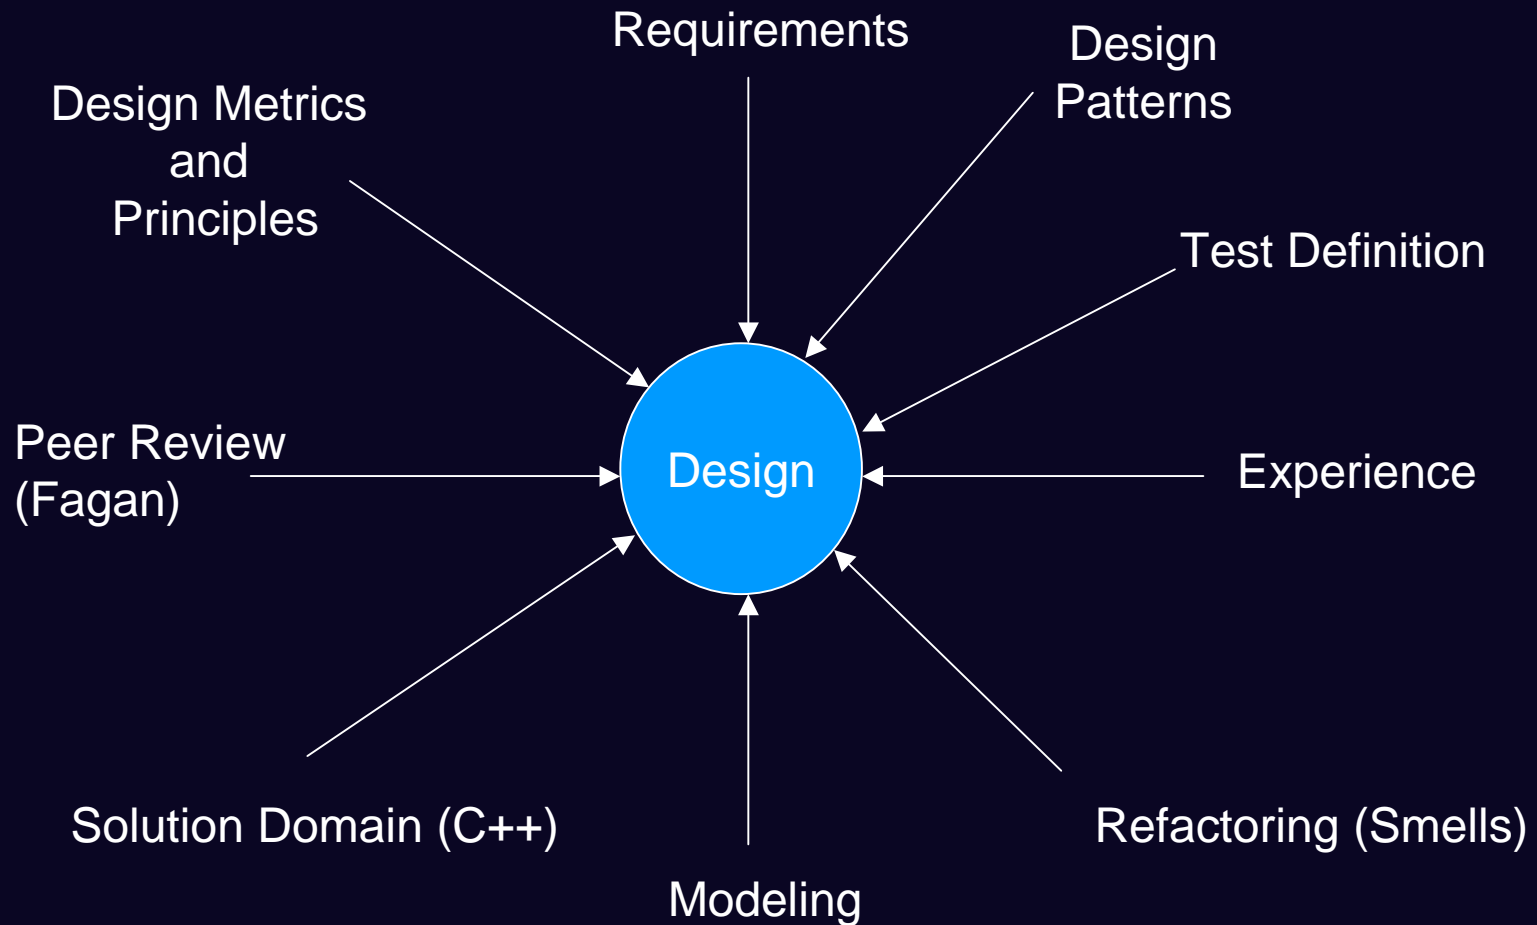 Requirements
Design
Patterns
Design Metrics
and
Principles
Test Definition
Peer Review
(Fagan)
Design
Experience
Solution Domain (C++)
Refactoring (Smells)
Modeling